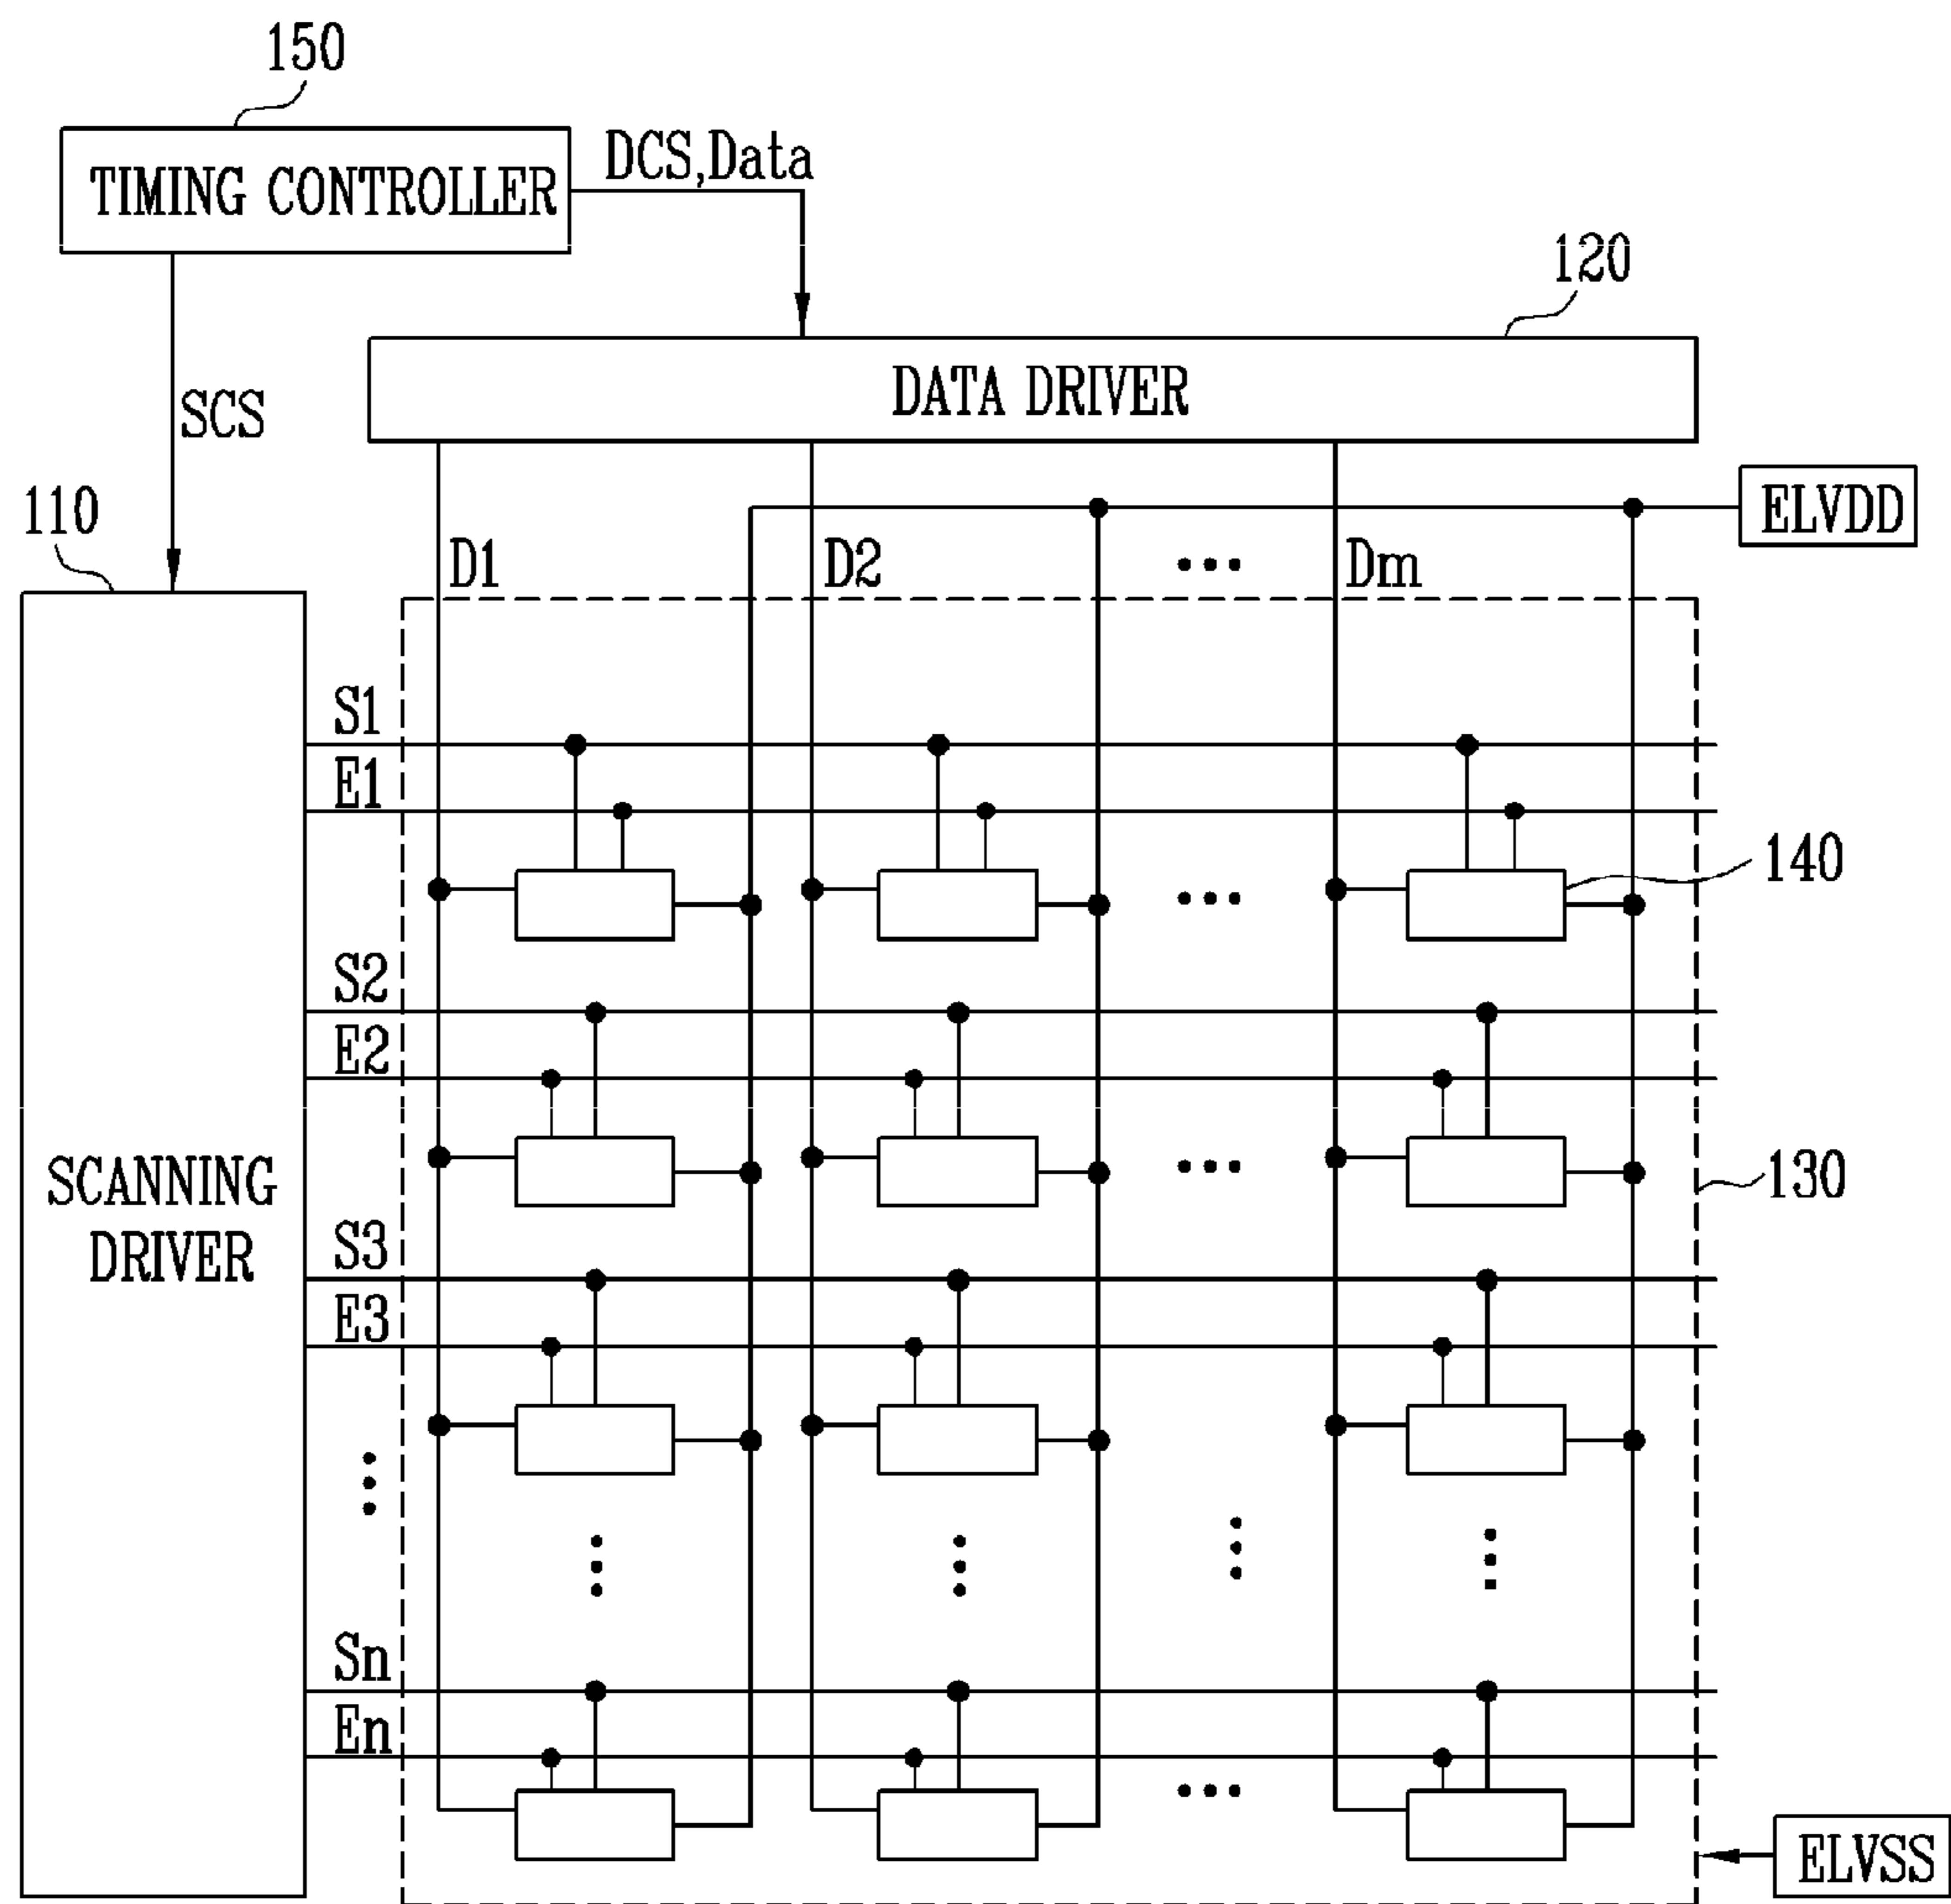 150
TIMING CONTROLLER
DCS,Data
120
DATA DRIVER
SCS
110
ELVDD
D1
D2
Dm
S1
E1
140
S2
E2
130
SCANNING
DRIVER
S3
E3
Sn
En
ELVSS